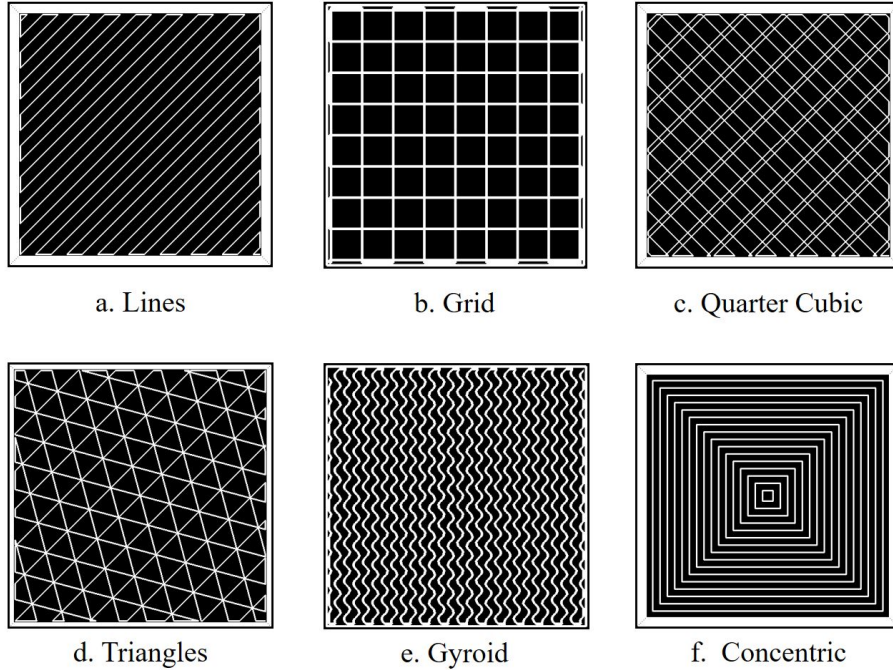 a. Lines
b. Grid
c. Quarter Cubic
d. Triangles
e. Gyroid
f. Concentric